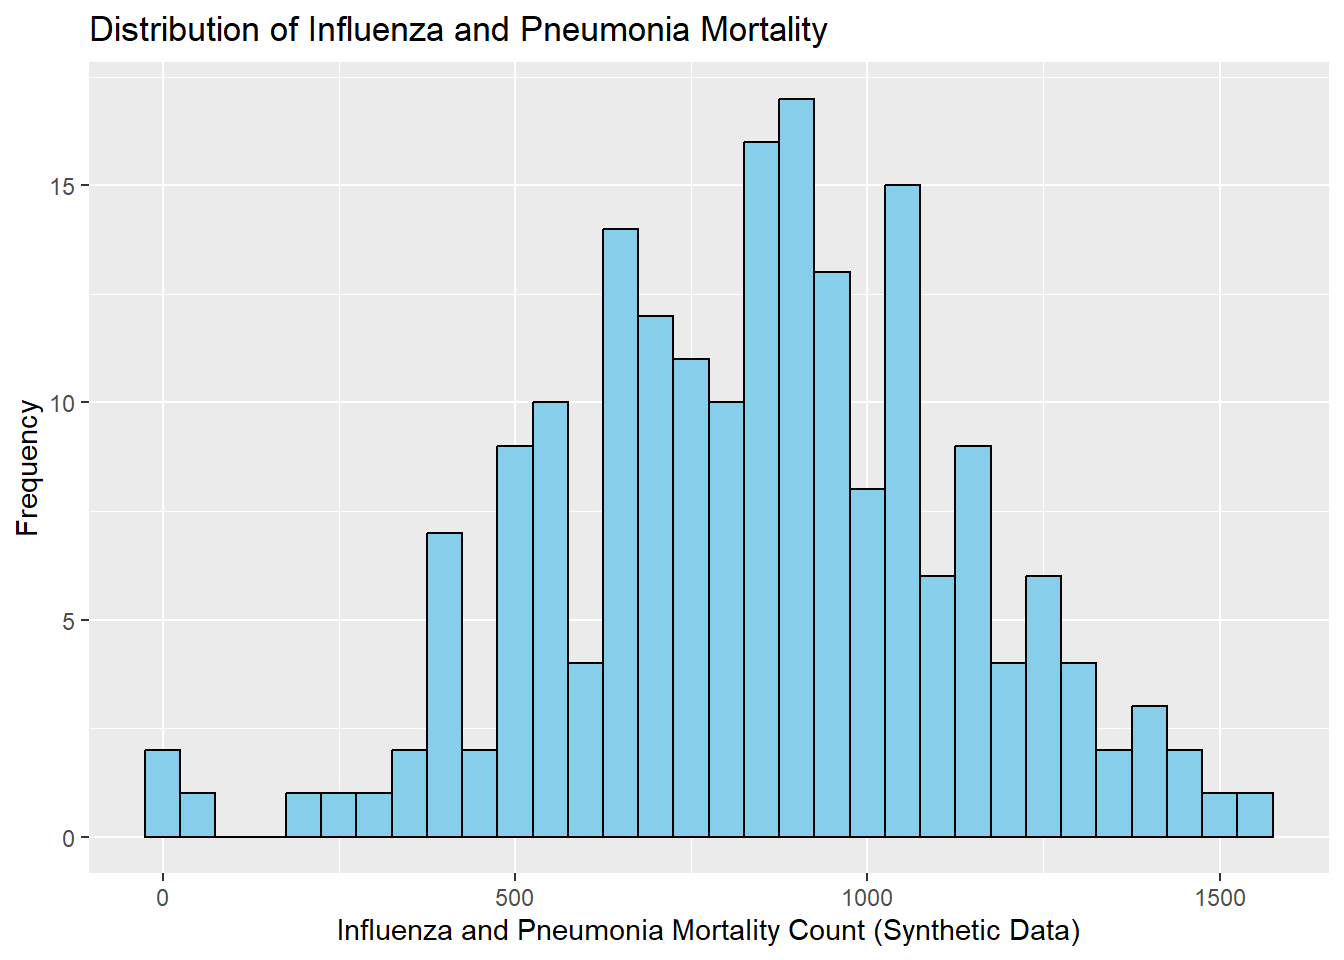 Distribution of Influenza and Pneumonia Mortality
15
10
5
0
Frequency
0 500 1000 1500
Influenza and Pneumonia Mortality Count (Synthetic Data)